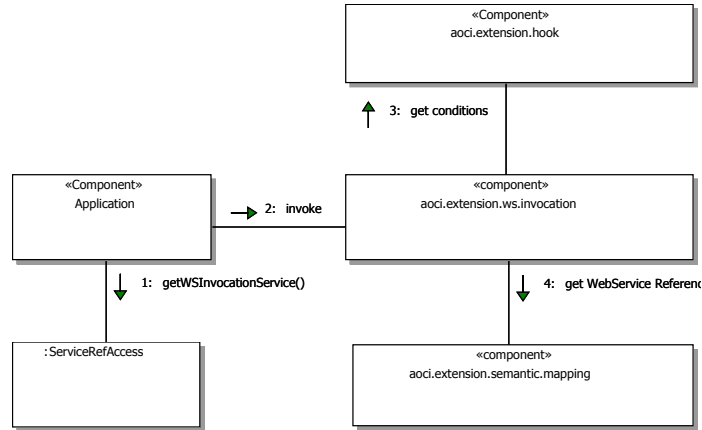 «Component»
aoci.extension.hook
3: get conditions
«Component»
Application
2: invoke
«component»
aoci.extension.ws.invocation
1: getWSInvocationService()
4: get WebService Referenc
:ServiceRefAccess
«component»
aoci.extension.semantic.mapping